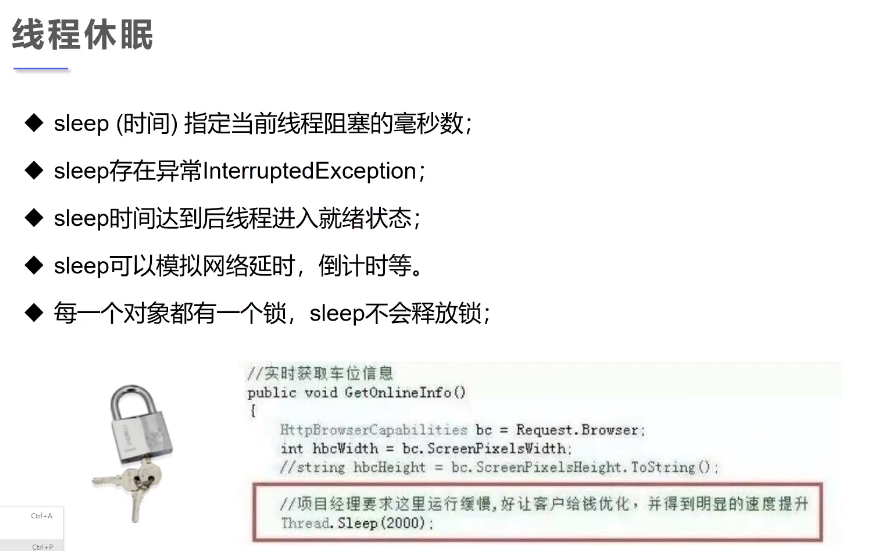 线程休眠
sleep (时间) 指定当前线程阻塞的毫秒数；
sleep存在异常InterruptedException；
sleep时间达到后线程进入就绪状态；
sleep可以模拟网络延时，倒计时等。
每一个对象都有一个锁，sleep不会释放锁；
//实时获取车位信息
public void GetOnlineInfo()
{
HttpBrowserCapabilities bc = Request.Browser;
int hbcWidth = bc.ScreenPixelsWidth;
//string hbcHeight = bc.ScreenPixelsHeight.ToString();
//项目经理要求这里运行缓慢,好让客户给钱优化，并得到明显的速度提升
Thread.Sleep(2000);
Ctrl+A
Ctrl+P